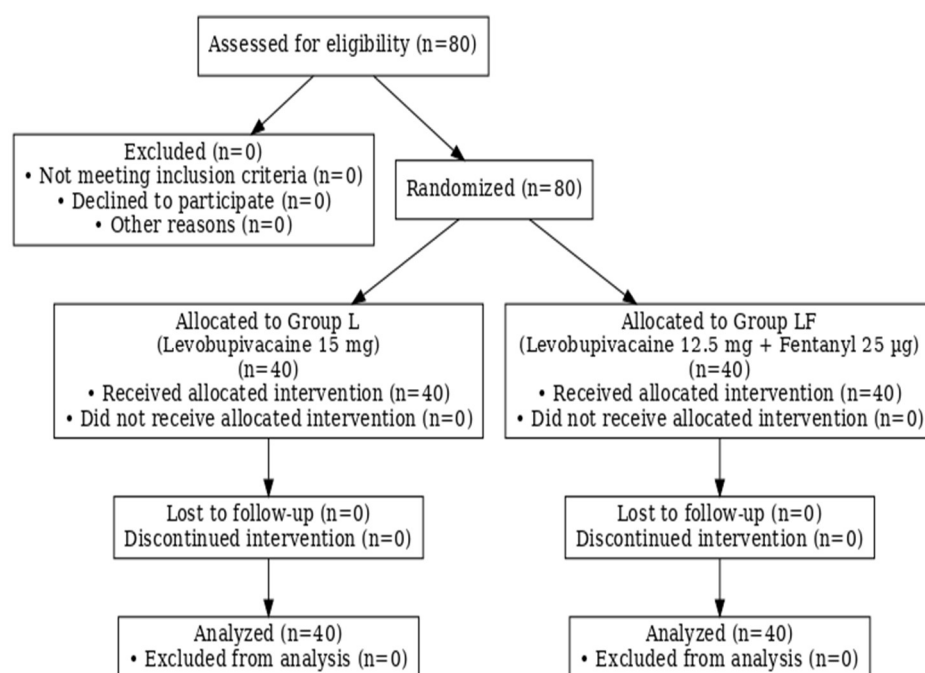 Assessed for eligibility (n=80)
Excluded (n=0)
• Not meeting inclusion criteria (n=0)
• Declined to participate (n=0)
• Other reasons (n=0)
Randomized (n=80)
Allocated to Group L
(Levobupivacaine 15 mg)
(n=40)
• Received allocated intervention (n=40)
• Did not receive allocated intervention (n=0)
Allocated to Group LF
(Levobupivacaine 12.5 mg + Fentanyl 25 µg)
(n=40)
• Received allocated intervention (n=40)
• Did not receive allocated intervention (n=0)
Lost to follow-up (n=0)
Discontinued intervention (n=0)
Lost to follow-up (n=0)
Discontinued intervention (n=0)
Analyzed (n=40)
• Excluded from analysis (n=0)
Analyzed (n=40)
• Excluded from analysis (n=0)